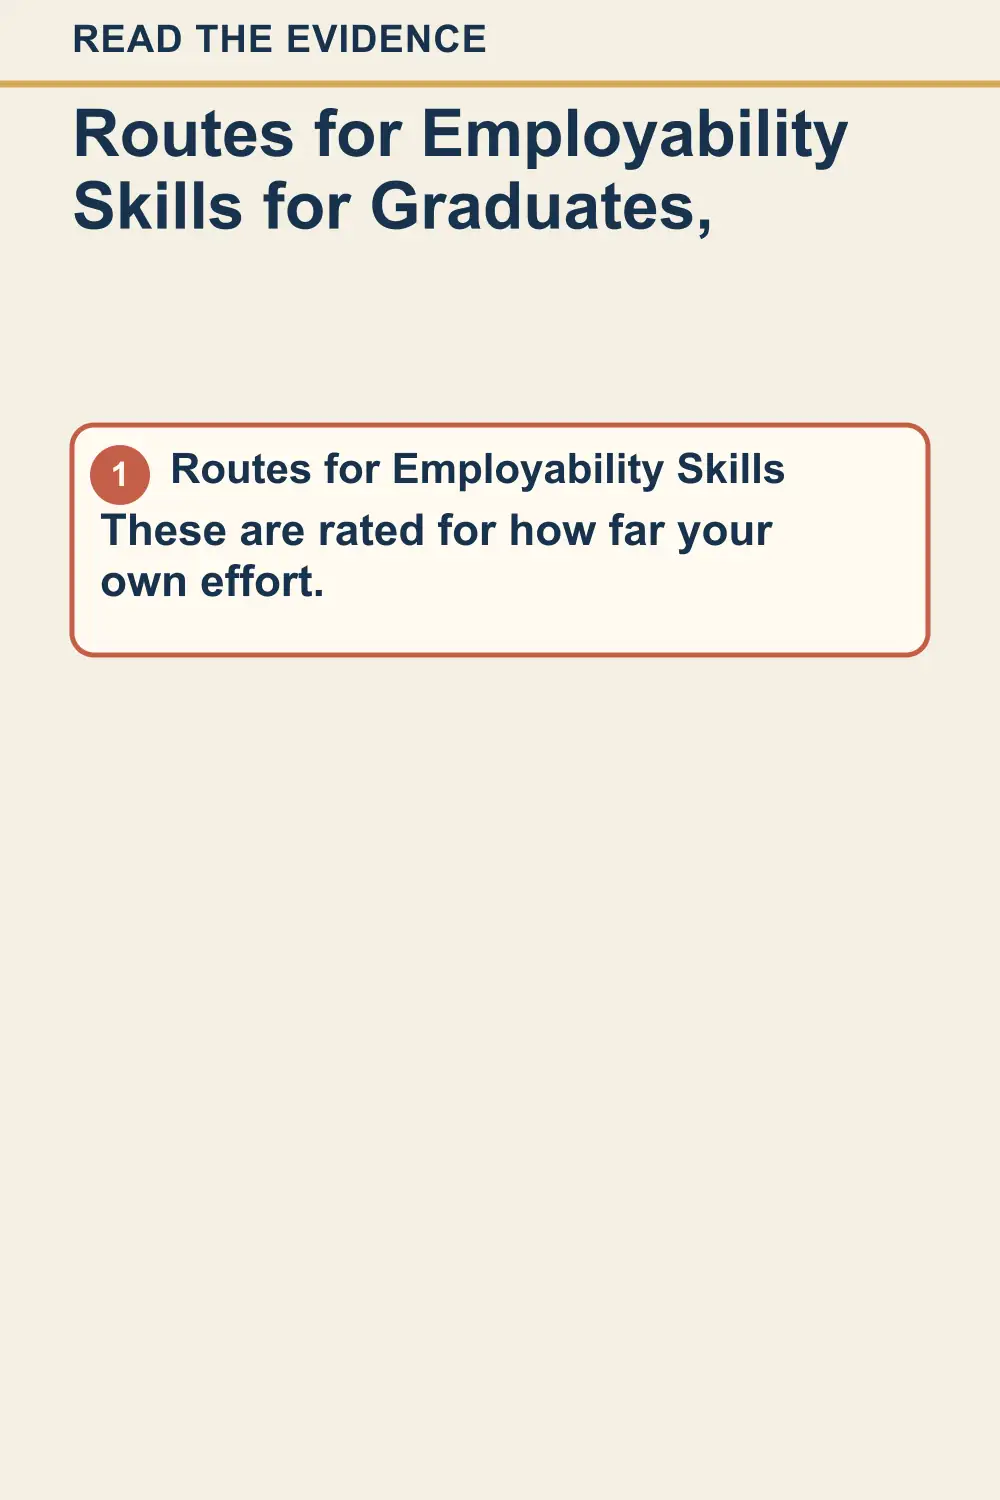 READ THE EVIDENCE
Routes for Employability
Skills for Graduates,
1 Routes for Employability Skills
These are rated for how far your
own effort.